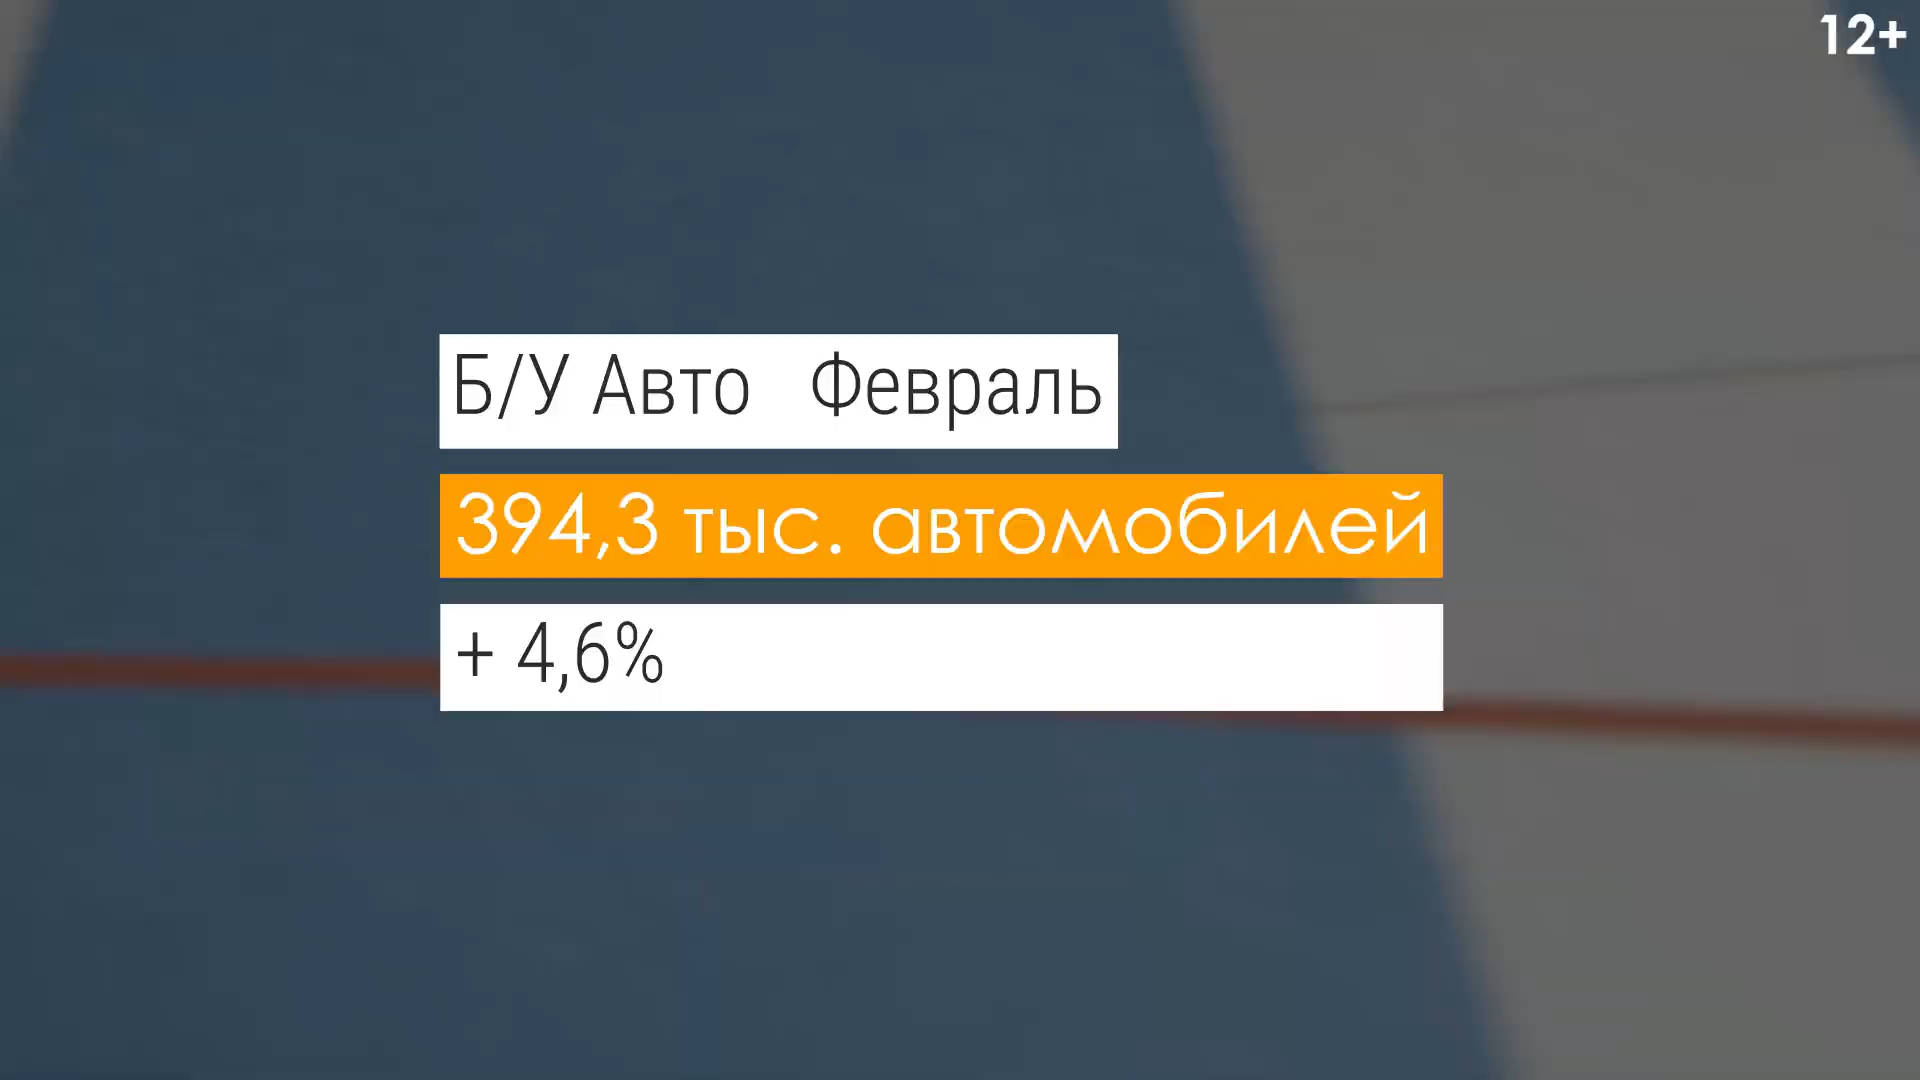 12+
Б/У Авто Февраль
394,3 тыс. автомобилей
+ 4,6%